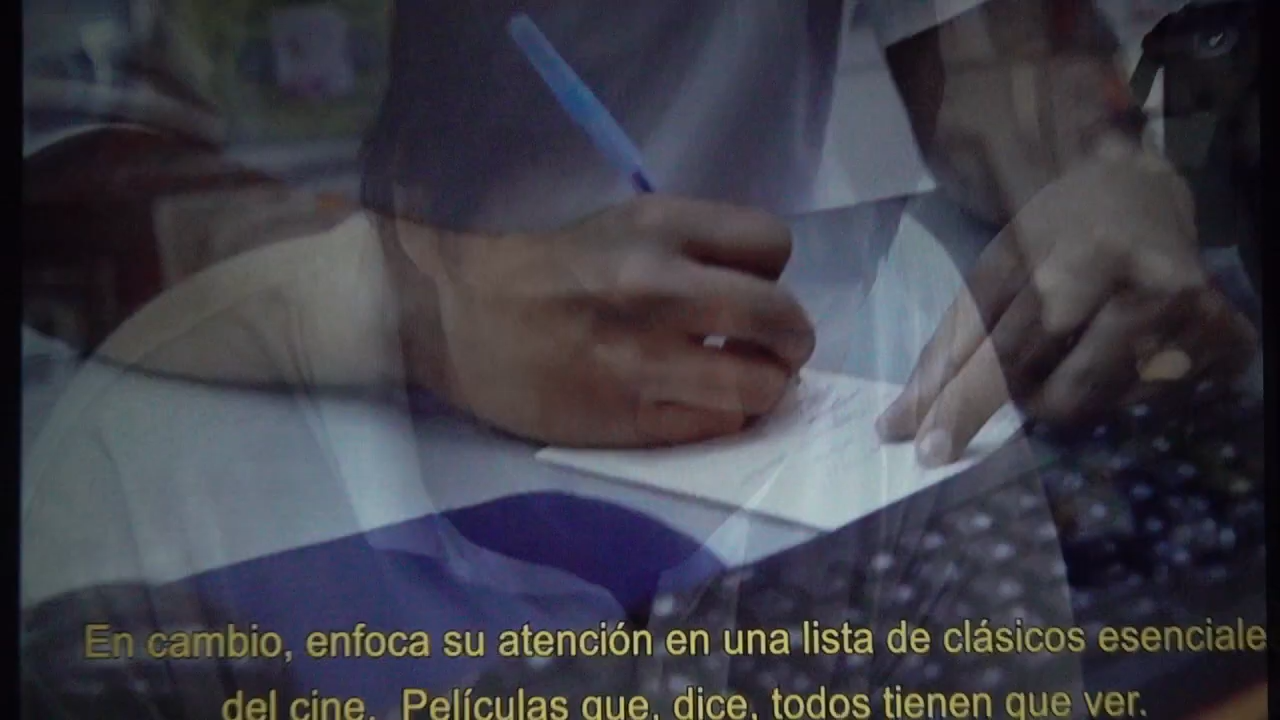 En cambio, enfoca su atención en una lista de clásicos esenciale
del cine. Películas que, dice, todos tienen que ver.